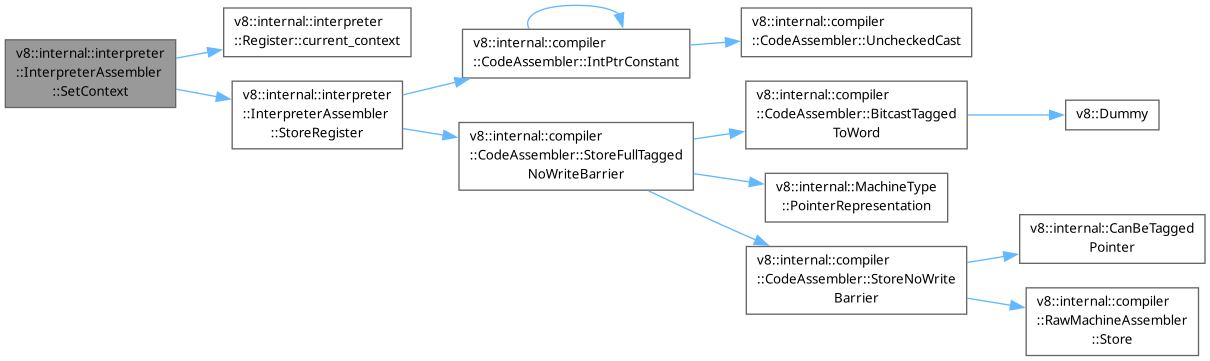 v8::internal::interpreter
::InterpreterAssembler
::SetContext
v8::internal::interpreter
::Register::current_context
v8::internal::interpreter
::InterpreterAssembler
::StoreRegister
v8::internal::compiler
::CodeAssembler::IntPtrConstant
v8::internal::compiler
::CodeAssembler::UncheckedCast
v8::internal::compiler
::CodeAssembler::StoreFullTagged
NoWriteBarrier
v8::internal::compiler
::CodeAssembler::BitcastTagged
ToWord
v8::Dummy
v8::internal::MachineType
::PointerRepresentation
v8::internal::compiler
::CodeAssembler::StoreNoWrite
Barrier
v8::internal::CanBeTagged
Pointer
v8::internal::compiler
::RawMachineAssembler
::Store